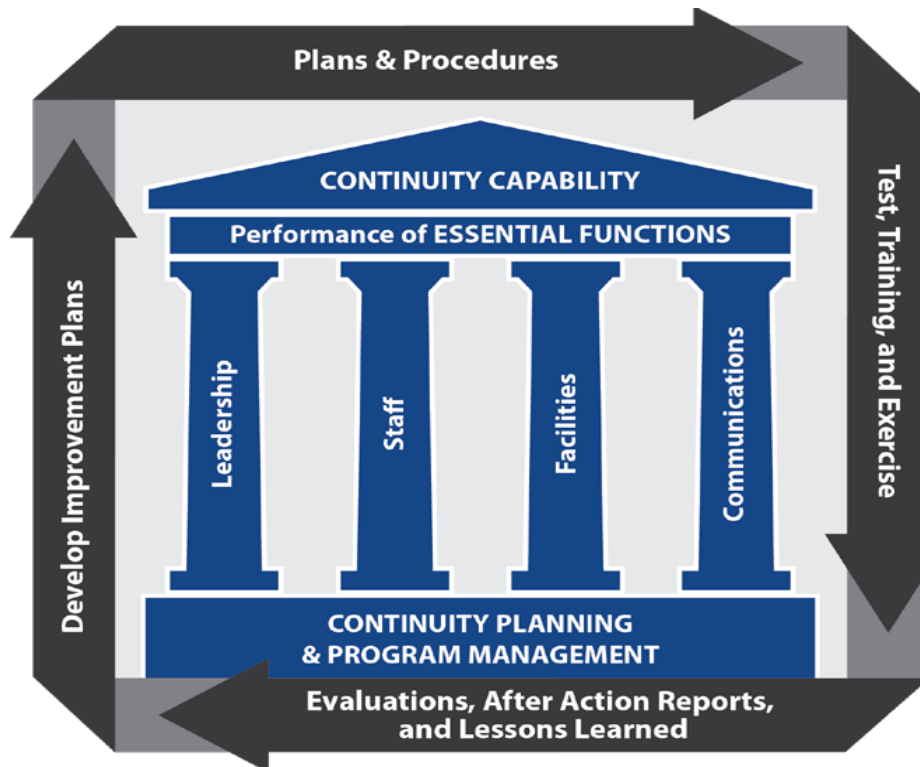 Plans & Procedures
CONTINUITY CAPABILITY
Performance of ESSENTIAL FUNCTIONS
Leadership
Staff
Facilities
Communications
CONTINUITY PLANNING
& PROGRAM MANAGEMENT
Test, Training, and Exercise
Evaluations, After Action Reports,
and Lessons Learned
Develop Improvement Plans